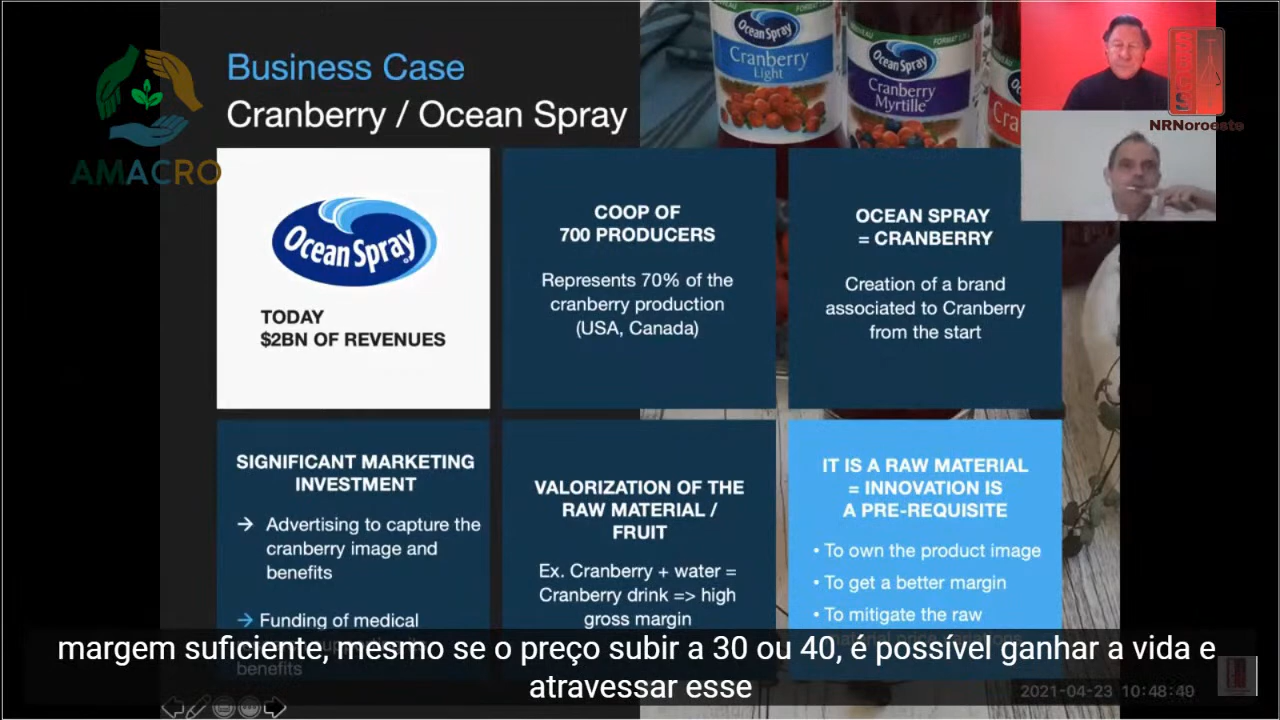 Business Case
Cranberry / Ocean Spray
AMACRO
NRNoroeste
Ocean Spray
Cranberry
Light
FORMAT
Ocean Spray
Cranberry
Myrtille
Cra
Ocean Spray
TODAY
$2BN OF REVENUES
COOP OF
700 PRODUCERS
Represents 70% of the
cranberry production
(USA, Canada)
OCEAN SPRAY
= CRANBERRY
Creation of a brand
associated to Cranberry
from the start
SIGNIFICANT MARKETING
INVESTMENT
→ Advertising to capture the
cranberry image and
benefits
→ Funding of medical
benefits
VALORIZATION OF THE
RAW MATERIAL /
FRUIT
Ex. Cranberry + water =
Cranberry drink => high
gross margin
IT IS A RAW MATERIAL
= INNOVATION IS
A PRE-REQUISITE
• To own the product image
• To get a better margin
• To mitigate the raw
margem suficiente, mesmo se o preço subir a 30 ou 40, é possível ganhar a vida e
atravessar esse
2021-04-23 10:48:49